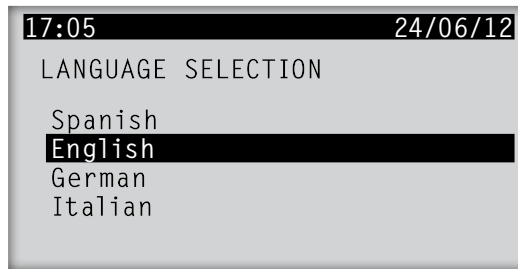 17:05 24/06/12
LANGUAGE SELECTION
Spanish
English
German
Italian